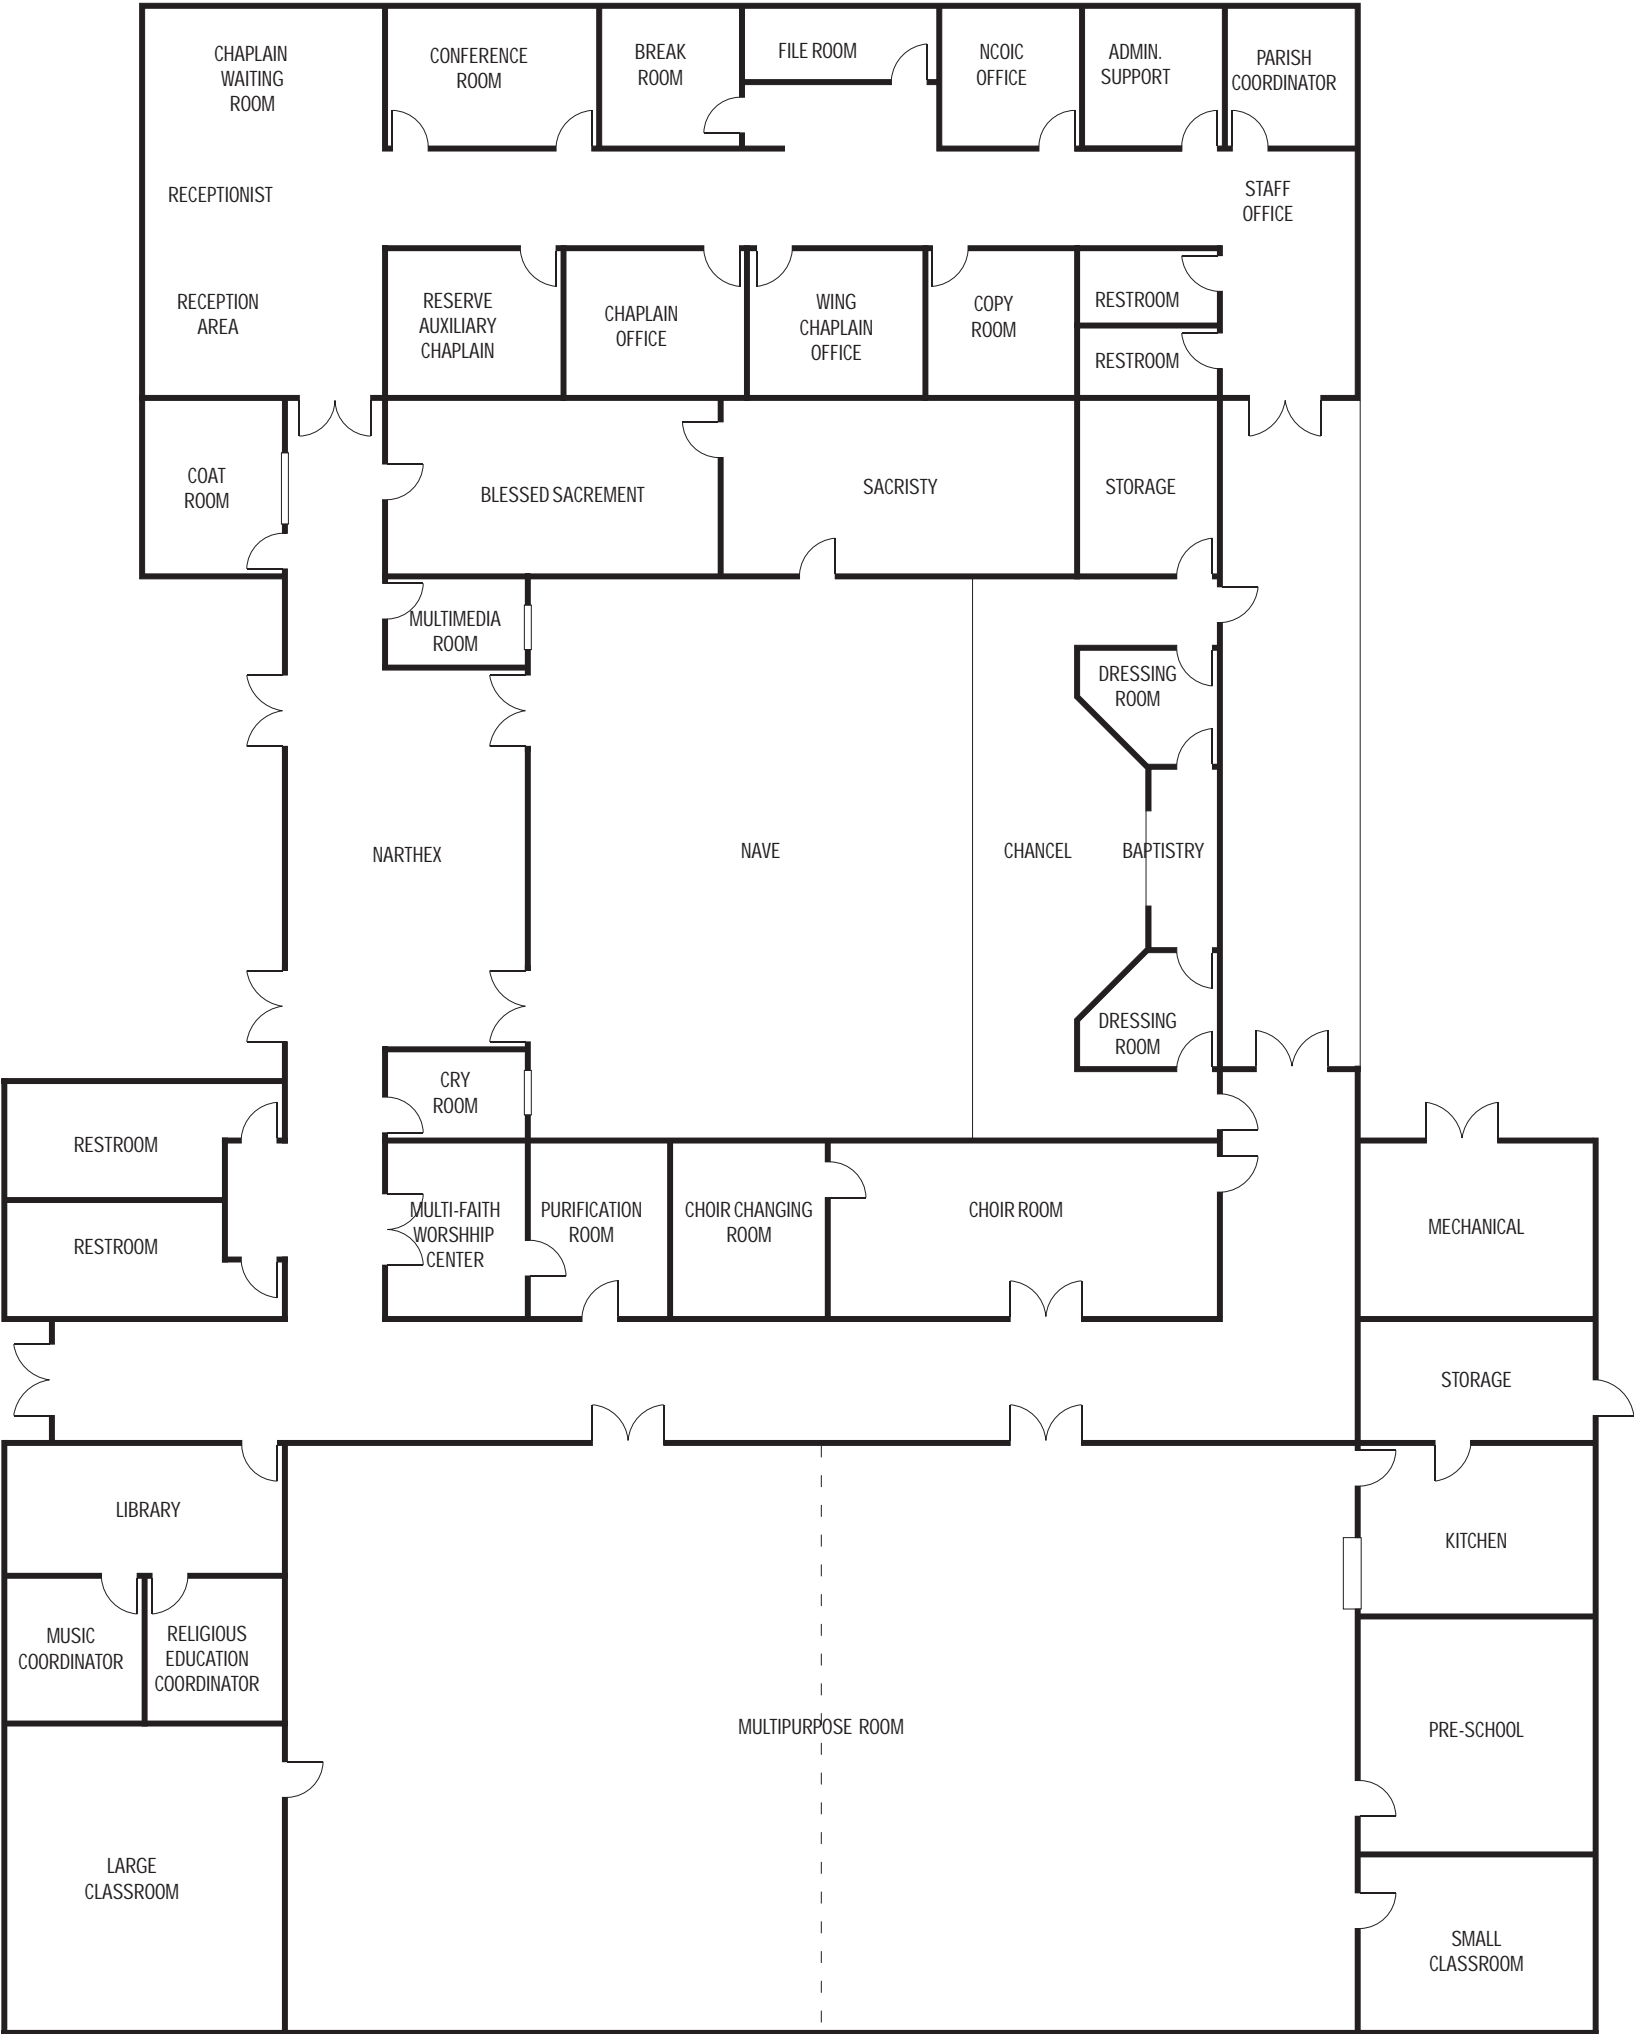 CHAPLAIN
WAITING
ROOM
CONFERENCE
ROOM
BREAK
ROOM
FILE ROOM
NCOIC
OFFICE
ADMIN.
SUPPORT
PARISH
COORDINATOR
RECEPTIONIST
STAFF
OFFICE
RECEPTION
AREA
RESERVE
AUXILIARY
CHAPLAIN
CHAPLAIN
OFFICE
WING
CHAPLAIN
OFFICE
COPY
ROOM
RESTROOM
RESTROOM
COAT
ROOM
BLESSED SACREMENT
SACRISTY
STORAGE
MULTIMEDIA
ROOM
DRESSING
ROOM
NARTHEX
NAVE
CHANCEL
BAPTISTRY
DRESSING
ROOM
CRY
ROOM
RESTROOM
RESTROOM
MULTI-FAITH
WORSHHIP
CENTER
PURIFICATION
ROOM
CHOIR CHANGING
ROOM
CHOIR ROOM
MECHANICAL
STORAGE
LIBRARY
KITCHEN
MUSIC
COORDINATOR
RELIGIOUS
EDUCATION
COORDINATOR
MULTIPURPOSE ROOM
PRE-SCHOOL
LARGE
CLASSROOM
SMALL
CLASSROOM